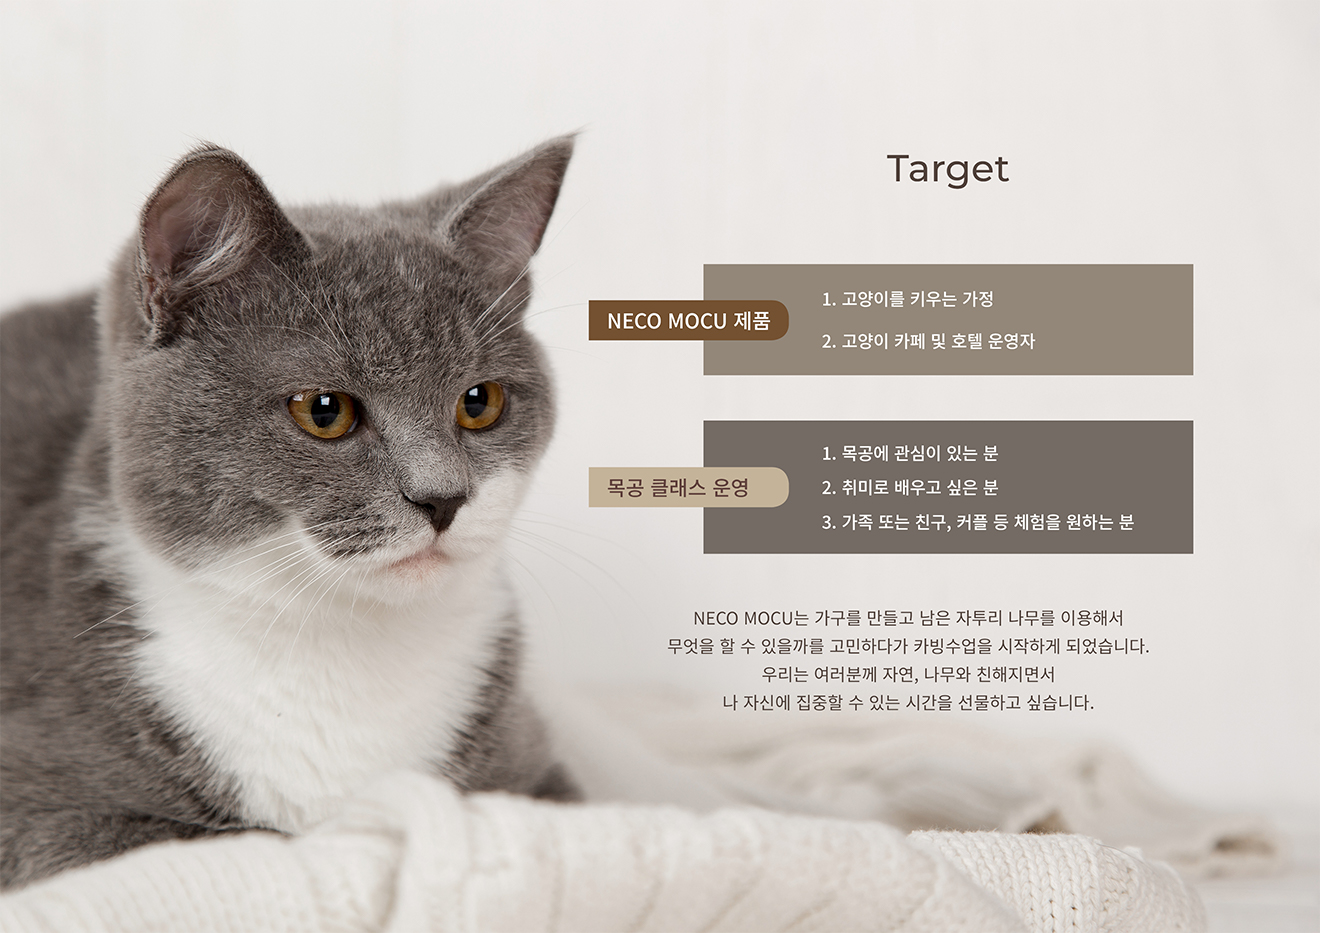 Target
NECO MOCU 제품
1. 고양이를 키우는 가정
2. 고양이 카페 및 호텔 운영자
목공 클래스 운영
1. 목공에 관심이 있는 분
2. 취미로 배우고 싶은 분
3. 가족 또는 친구, 커플 등 체험을 원하는 분
NECO MOCU는 가구를 만들고 남은 자투리 나무를 이용해서
무엇을 할 수 있을까를 고민하다가 카빙수업을 시작하게 되었습니다.
우리는 여러분께 자연, 나무와 친해지면서
나 자신에 집중할 수 있는 시간을 선물하고 싶습니다.